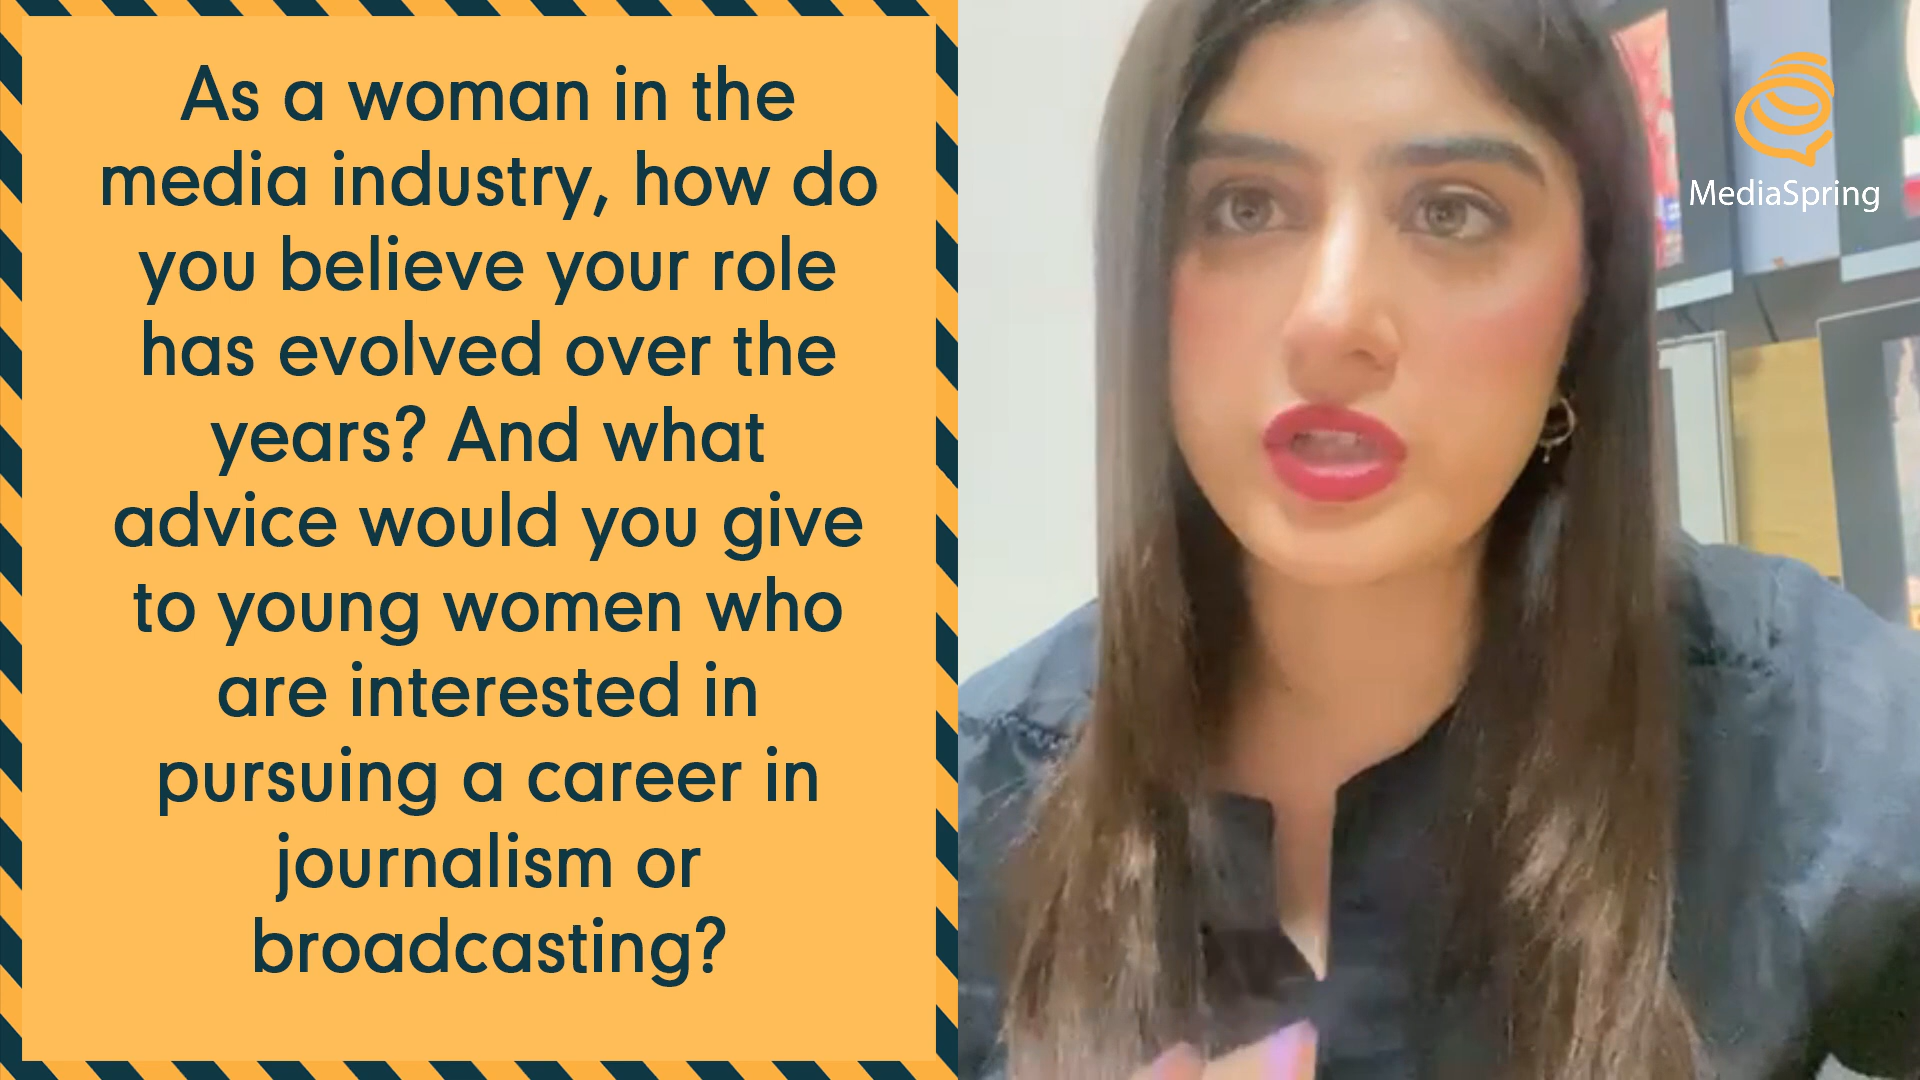 As a woman in the
media industry, how do
you believe your role
has evolved over the
years? And what
advice would you give
to young women who
are interested in
pursuing a career in
journalism or
broadcasting?
MediaSpring